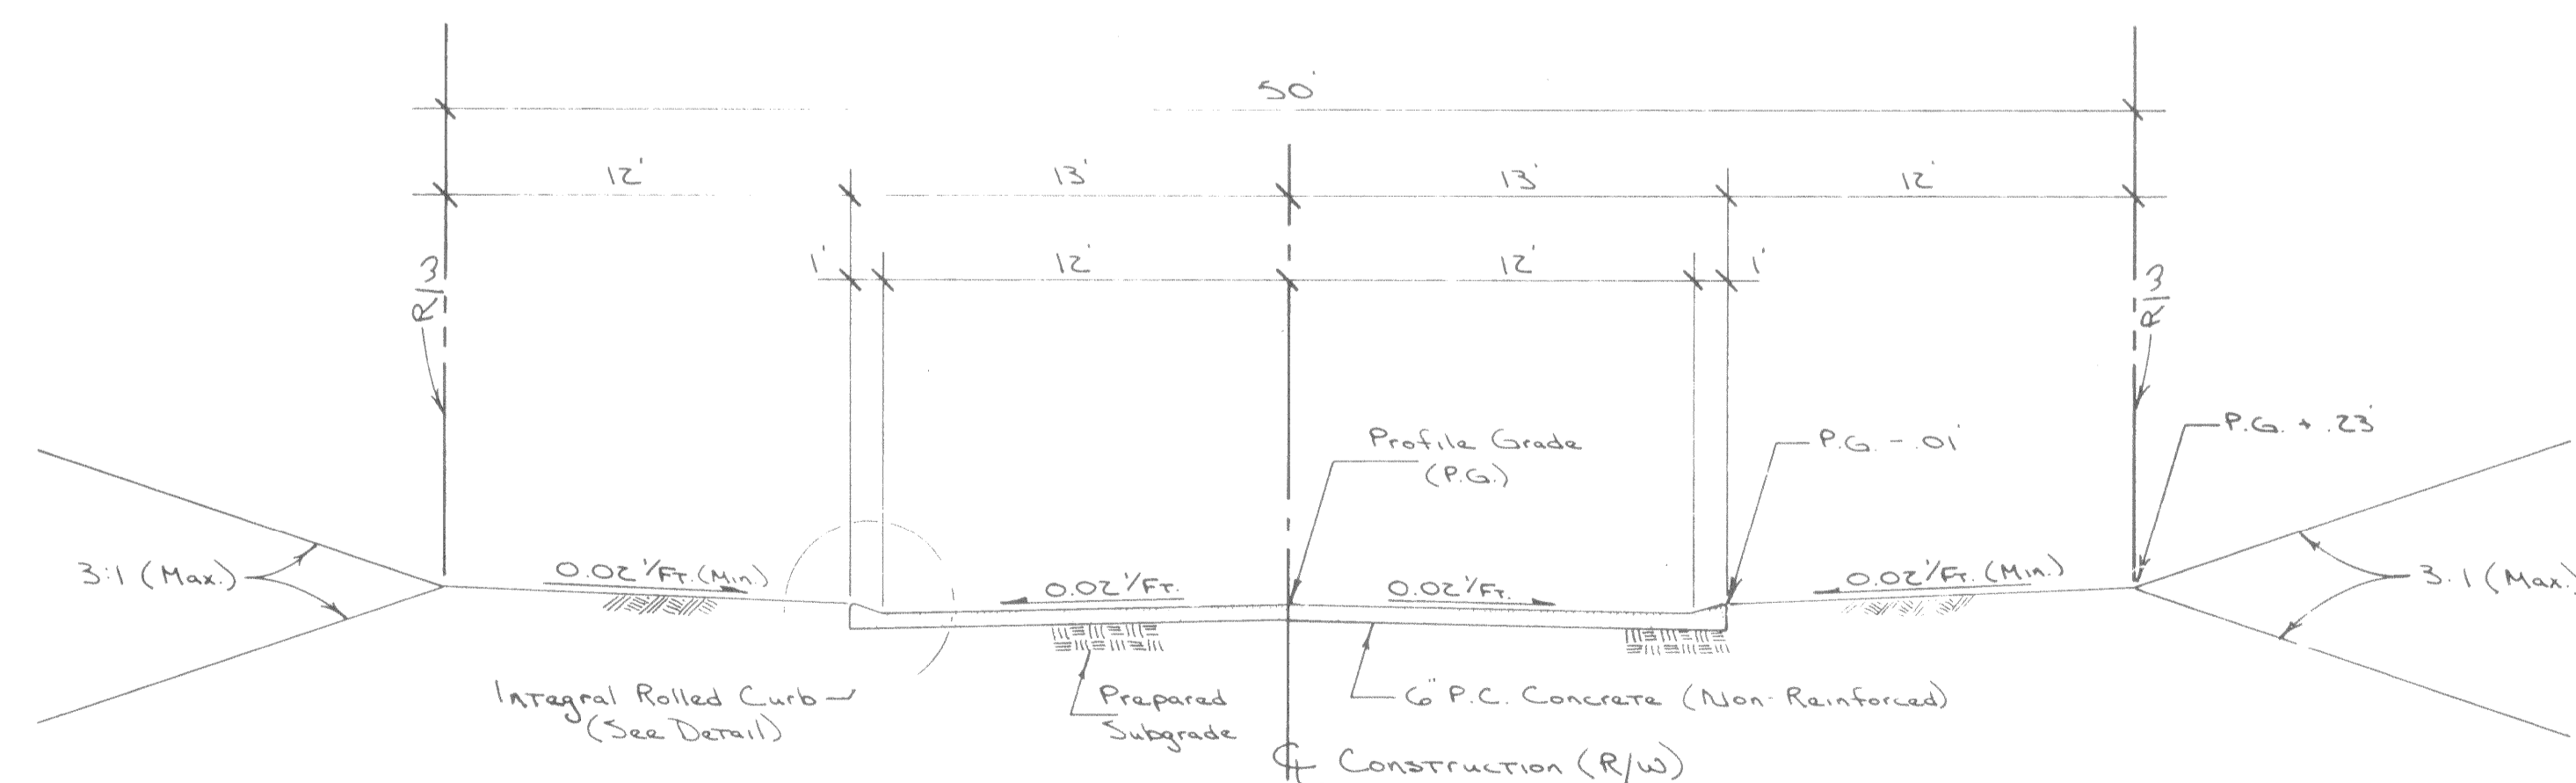 50'
12'
13'
13'
12'
1'
12'
12'
1'
R/W
R/W
Profile Grade
(P.G.)
P.G. - .01'
P.G. + .23'
3:1 (Max.)
0.02'/FT. (Min.)
0.02'/FT.
0.02'/FT.
0.02'/FT. (Min.)
3:1 (Max.)
Integral Rolled Curb
(See Detail)
Prepared
Subgrade
6" P.C. Concrete (Non-Reinforced)
℄ Construction (R/W)